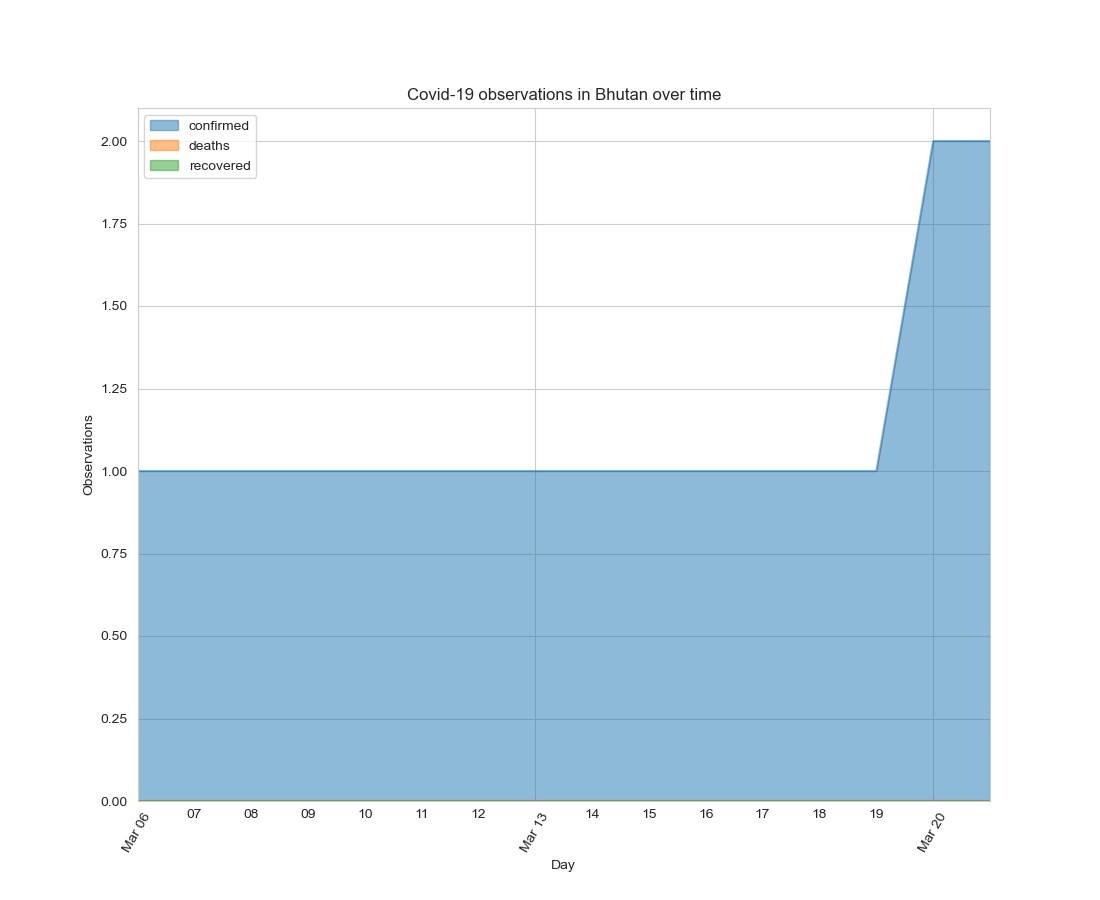 Covid-19 observations in Bhutan over time
confirmed
deaths
recovered
2.00
1.75
1.50
1.25
1.00
0.75
0.50
0.25
0.00
Observations
Mar 06 07 08 09 10 11 12 Mar 13 14 15 16 17 18 19 Mar 20
Day